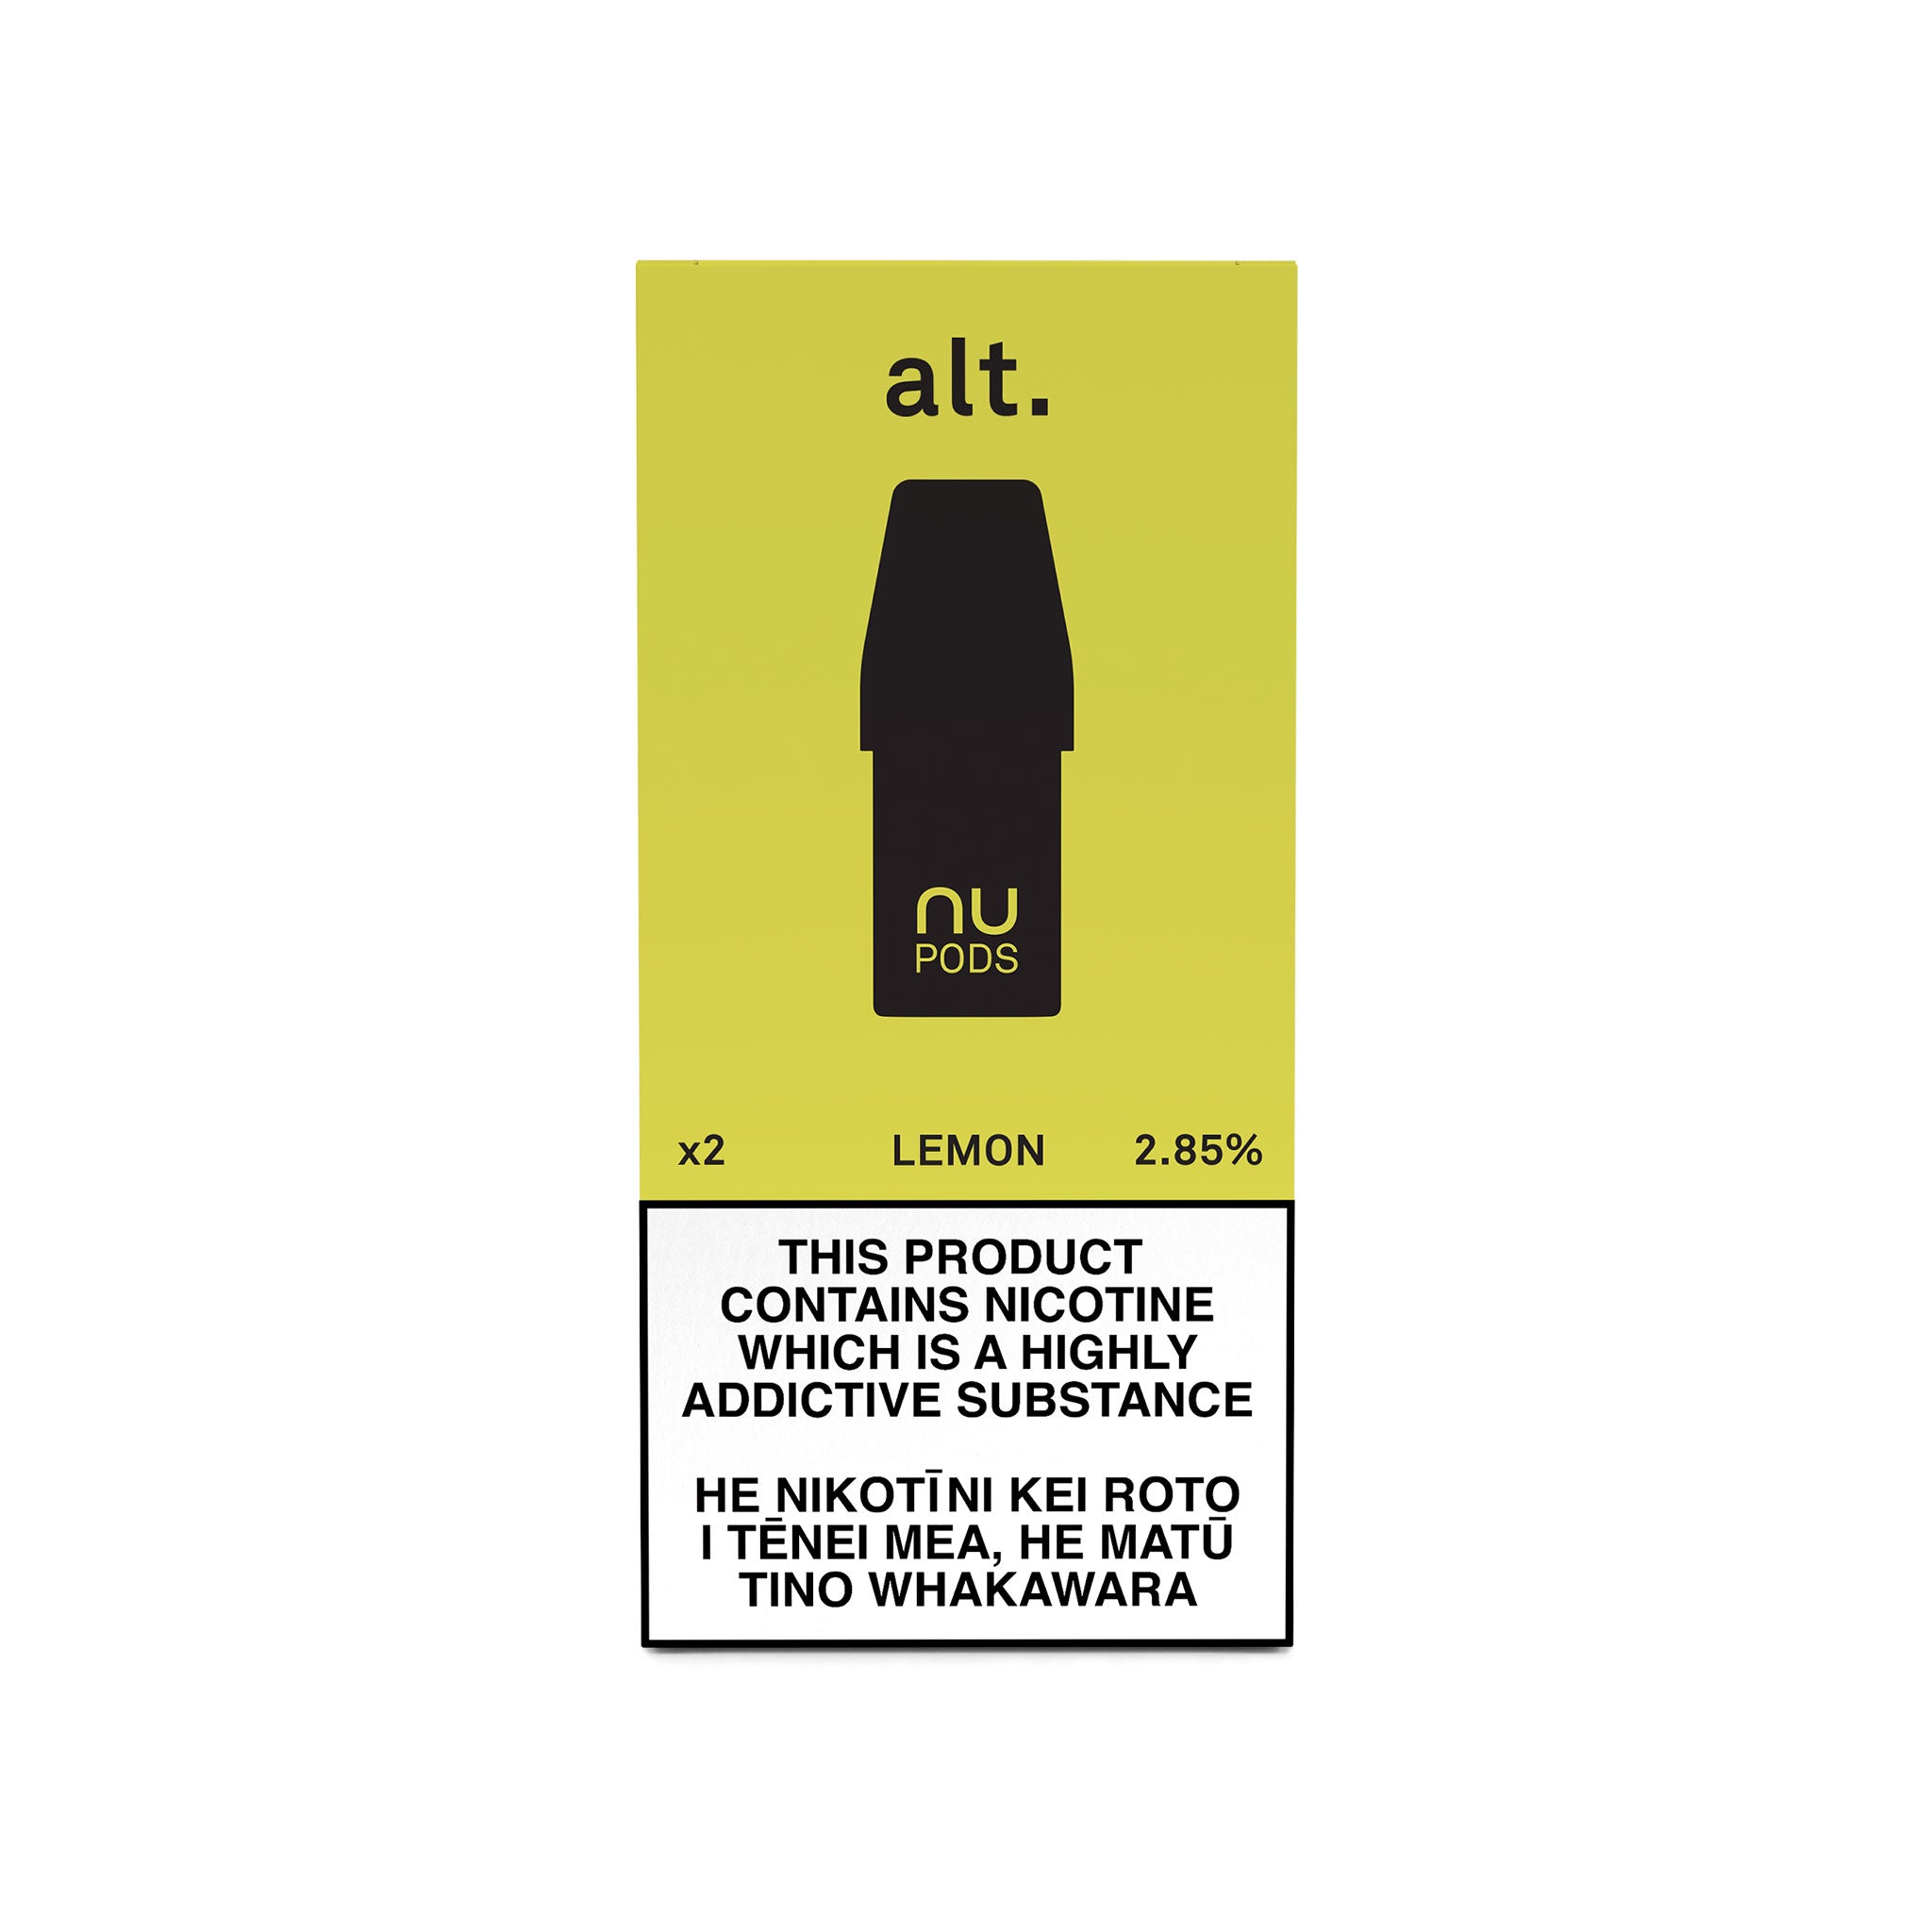 alt.
nu
PODS
x2 LEMON 2.85%
THIS PRODUCT
CONTAINS NICOTINE
WHICH IS A HIGHLY
ADDICTIVE SUBSTANCE
HE NIKOTĪNI KEI ROTO
I TĒNEI MEA, HE MATŪ
TINO WHAKAWARA